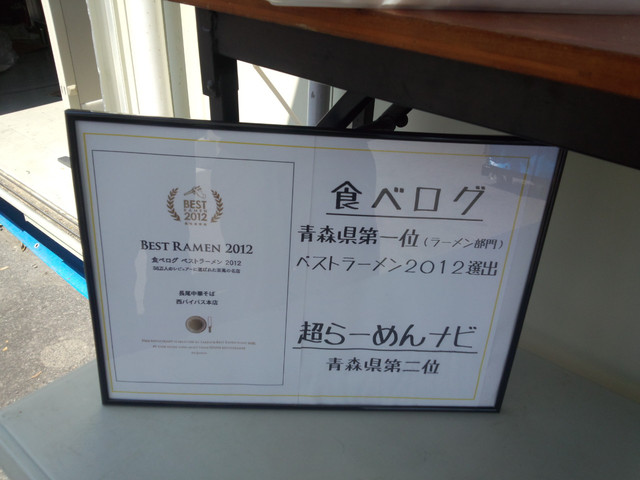 BEST
2012
BEST RAMEN 2012
食べログ ベストラーメン 2012
長尾中華そば
西バイパス本店
食べログ
青森県第一位(ラーメン部門)
ベストラーメン2012選出
超らーめんナビ
青森県第二位